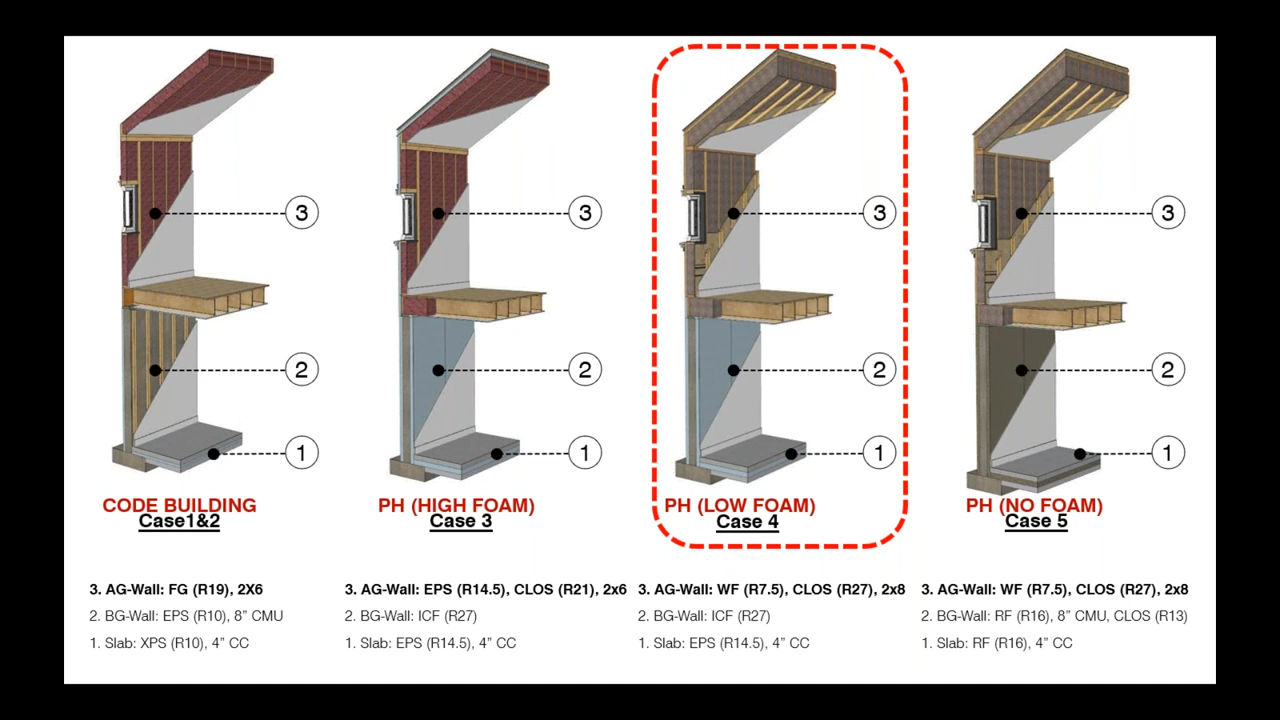 3
2
1
CODE BUILDING
Case1&2
3. AG-Wall: FG (R19), 2X6
2. BG-Wall: EPS (R10), 8” CMU
1. Slab: XPS (R10), 4” CC
3
2
1
PH (HIGH FOAM)
Case 3
3. AG-Wall: EPS (R14.5), CLOS (R21), 2x6
2. BG-Wall: ICF (R27)
1. Slab: EPS (R14.5), 4” CC
3
2
1
PH (LOW FOAM)
Case 4
3. AG-Wall: WF (R7.5), CLOS (R27), 2x8
2. BG-Wall: ICF (R27)
1. Slab: EPS (R14.5), 4” CC
3
2
1
PH (NO FOAM)
Case 5
3. AG-Wall: WF (R7.5), CLOS (R27), 2x8
2. BG-Wall: RF (R16), 8” CMU, CLOS (R13)
1. Slab: RF (R16), 4” CC